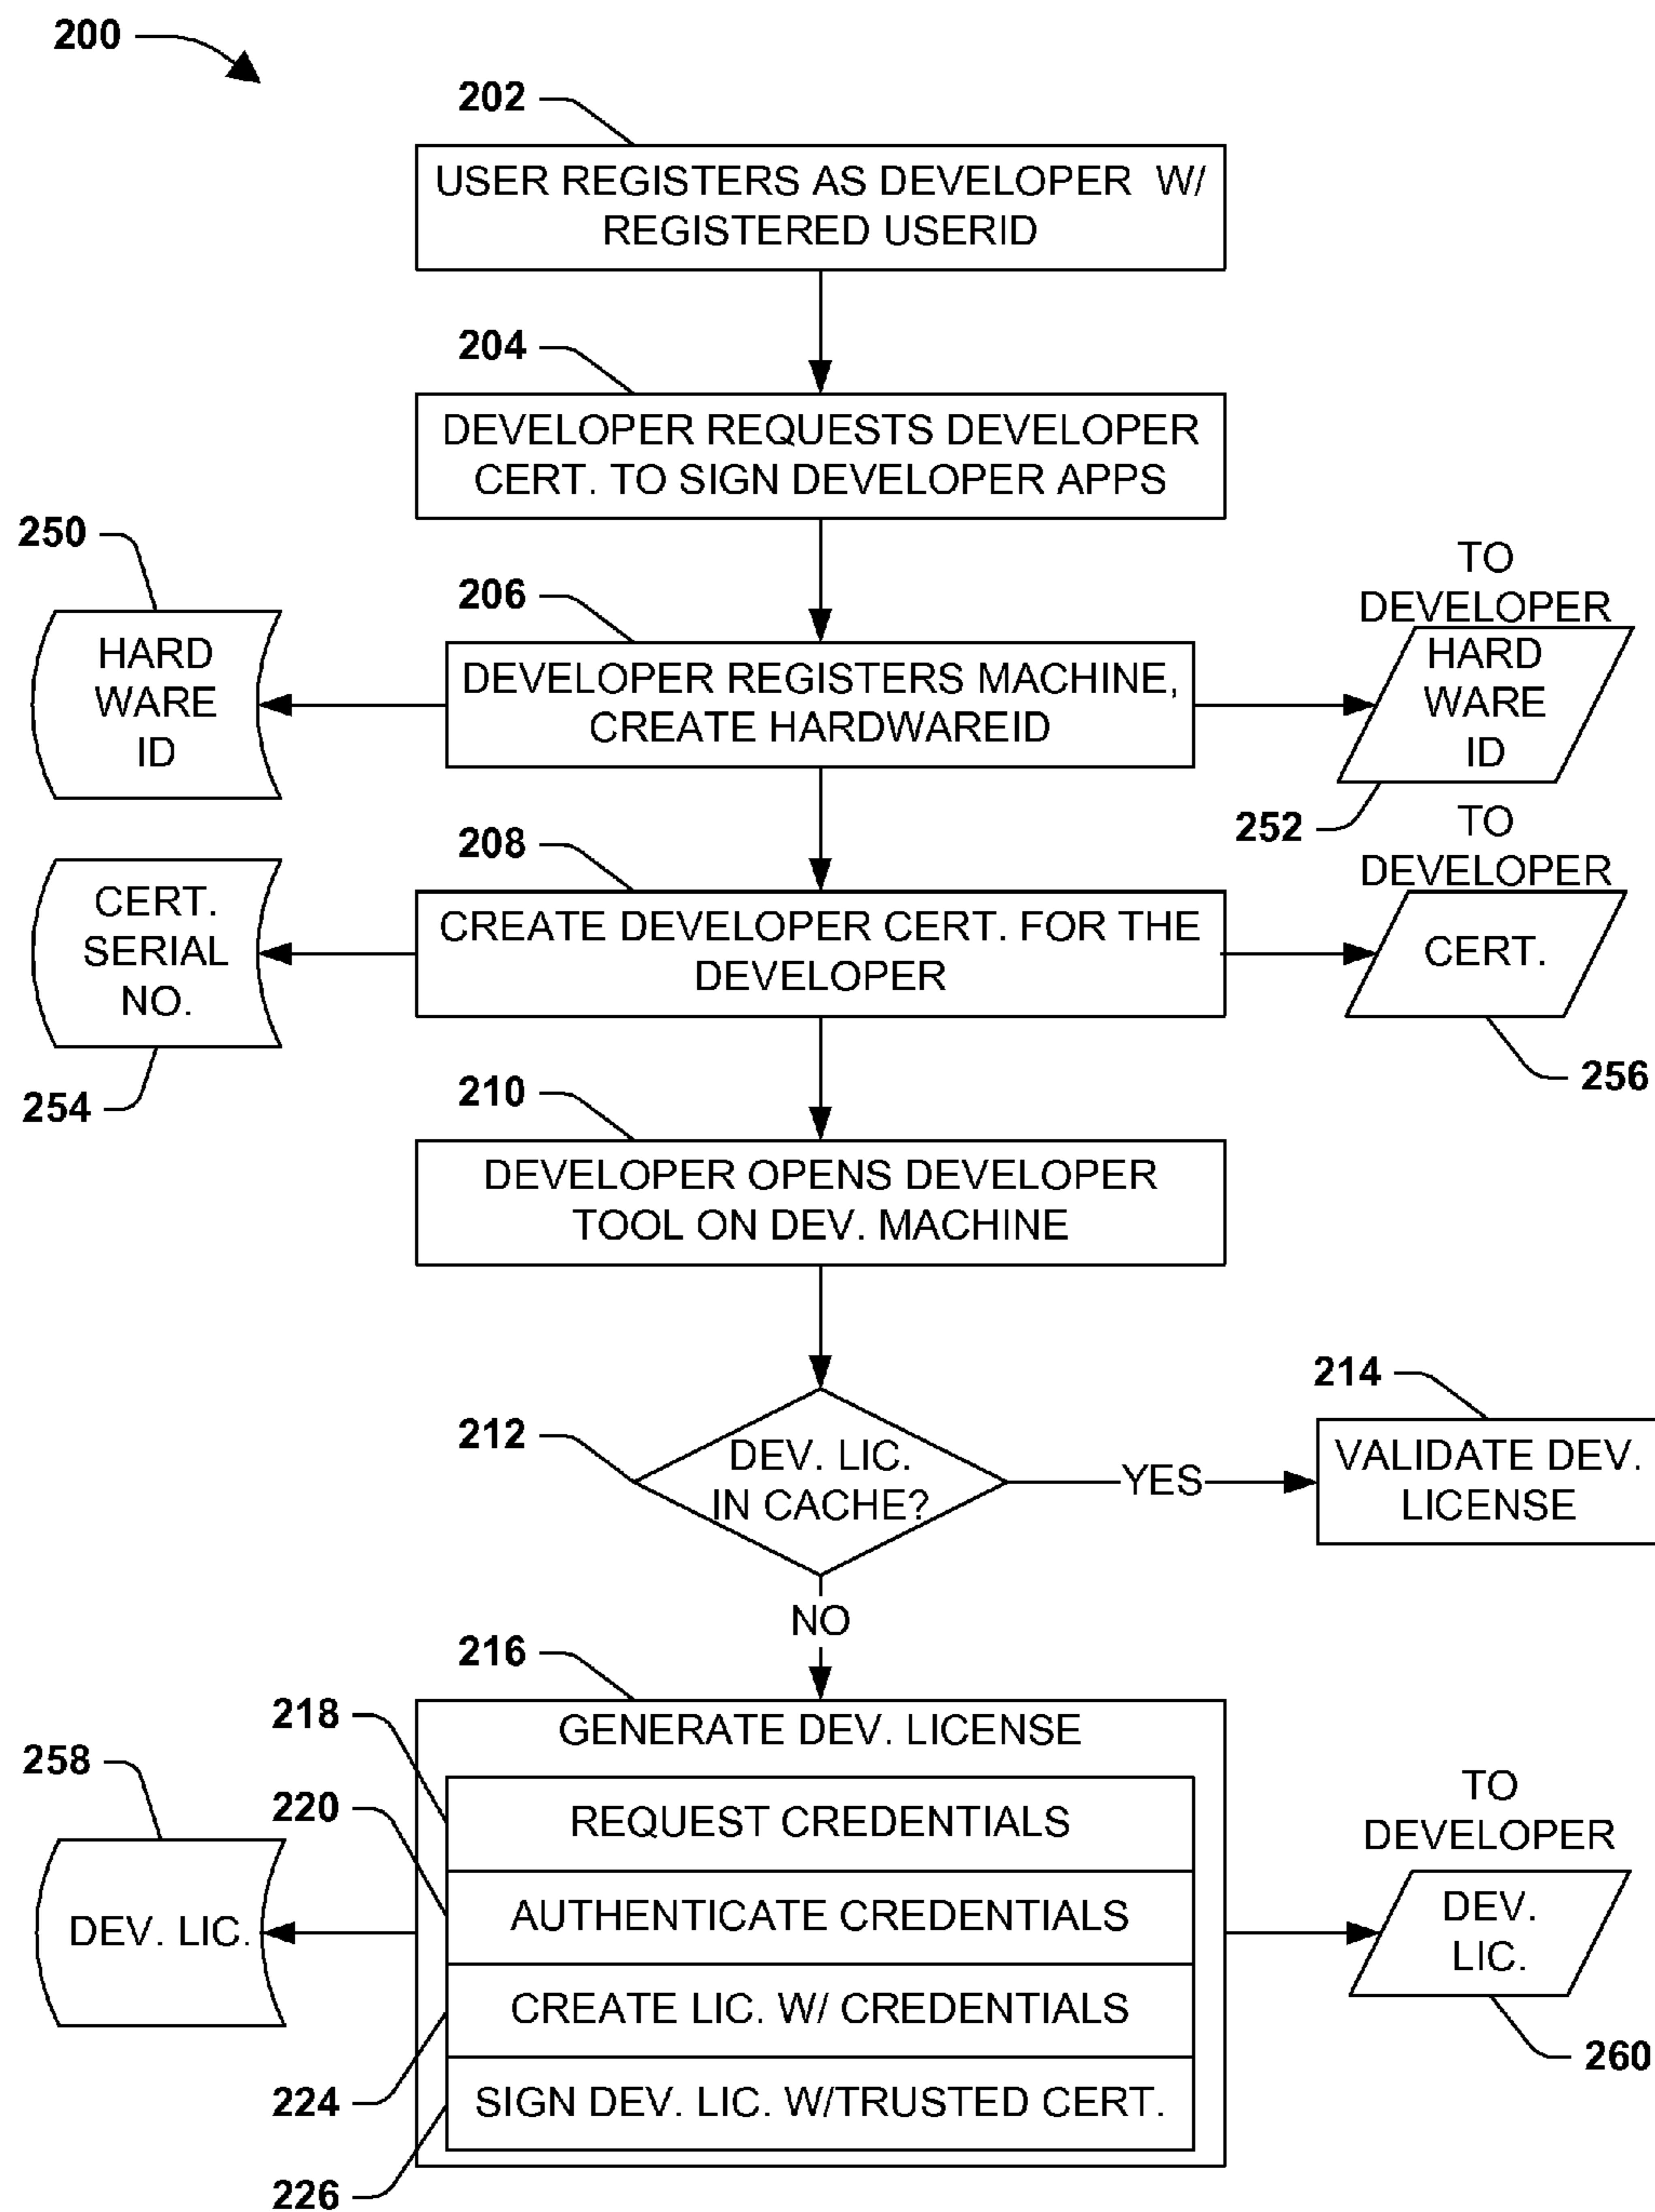 200
202
USER REGISTERS AS DEVELOPER W/
REGISTERED USERID
204
DEVELOPER REQUESTS DEVELOPER
CERT. TO SIGN DEVELOPER APPS
250
HARD
WARE
ID
206
DEVELOPER REGISTERS MACHINE,
CREATE HARDWAREID
TO
DEVELOPER
HARD
WARE
ID
252
208
CERT.
SERIAL
NO.
254
CREATE DEVELOPER CERT. FOR THE
DEVELOPER
TO
DEVELOPER
CERT.
256
210
DEVELOPER OPENS DEVELOPER
TOOL ON DEV. MACHINE
212
DEV. LIC.
IN CACHE?
YES
214
VALIDATE DEV.
LICENSE
NO
216
GENERATE DEV. LICENSE
218
REQUEST CREDENTIALS
220
AUTHENTICATE CREDENTIALS
224
CREATE LIC. W/ CREDENTIALS
226
SIGN DEV. LIC. W/TRUSTED CERT.
258
DEV. LIC.
TO
DEVELOPER
DEV.
LIC.
260